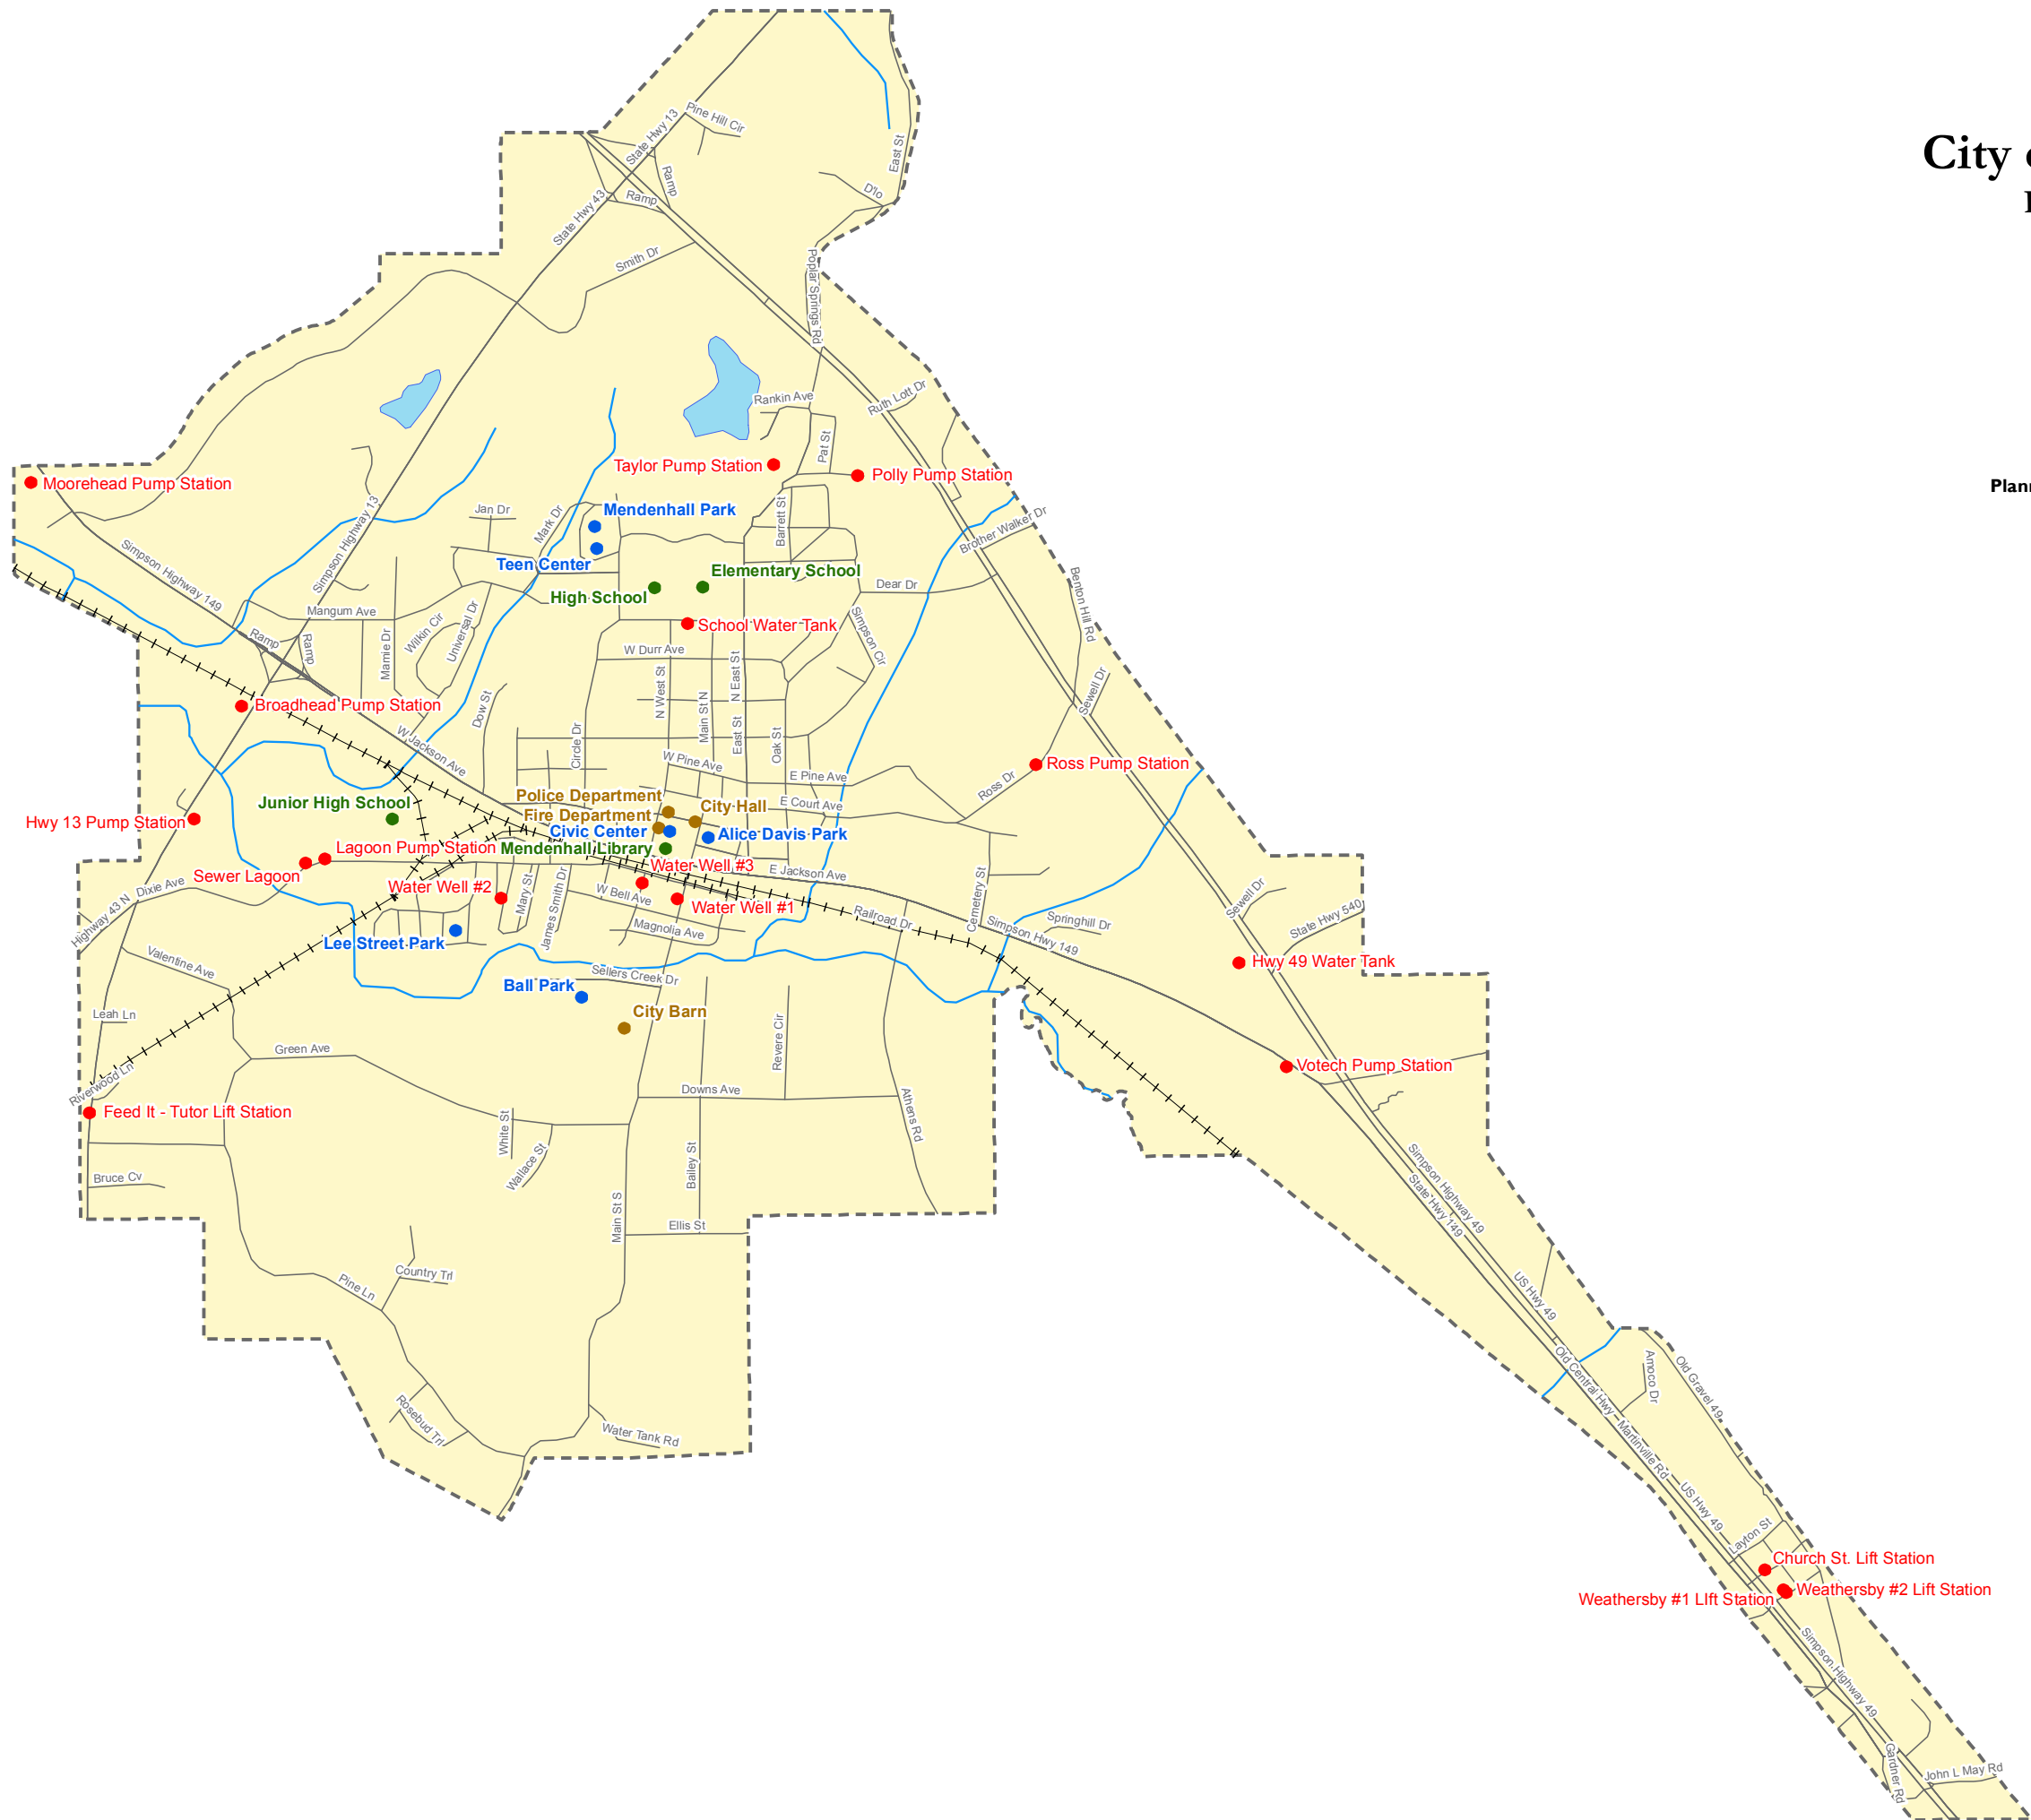 City
Plann
Pine Hill Cir
State Hwy 13
East St
Ramp
D'lo
Ramp
State Hwy 43
Smith Dr
Poplar Springs Rd
Ruth Lott Dr
Rankin Ave
Pat St
Taylor Pump Station
Polly Pump Station
Moorehead Pump Station
Simpson Highway 13
Jan Dr
Mark Dr
Mendenhall Park
Barrett St
Brother Walker Dr
Simpson Highway 149
Teen Center
Elementary School
Dear Dr
Benton Hill Rd
High School
Mangum Ave
Universal Dr
Wilkin Cir
School Water Tank
Simpson Cir
Ramp
Ramp
Mamie Dr
W Durr Ave
N West St
N East St
Sewell Dr
Broadhead Pump Station
Dow St
Main St N
W Jackson Ave
Circle Dr
East St
Oak St
W Pine Ave
Ross Pump Station
E Pine Ave
Ross Dr
Police Department
Junior High School
City Hall
E Court Ave
Fire Department
Hwy 13 Pump Station
Civic Center
Alice Davis Park
Lagoon Pump Station
Mendenhall Library
Water Well #3
Sewer Lagoon
E Jackson Ave
Dixie Ave
Water Well #2
Mary St
W Bell Ave
James Smith Dr
Cemetery St
Sewell Dr
Water Well #1
Highway 43 N
Railroad Dr
Springhill Dr
State Hwy 540
Magnolia Ave
Simpson Hwy 149
Lee Street Park
Valentine Ave
Hwy 49 Water Tank
Sellers Creek Dr
Ball Park
City Barn
Leah Ln
Revere Cir
Green Ave
Votech Pump Station
Riverwood Ln
Downs Ave
Feed It - Tutor Lift Station
Athens Rd
White St
Wallace St
Bailey St
Bruce Cv
Simpson Highway 49
State Hwy 149
Main St S
Ellis St
Country Trl
Pine Ln
US Hwy 49
Old Central Hwy
Amoco Dr
Old Gravel 49
Rosebud Trl
Water Tank Rd
Martinville Rd
US Hwy 49
Layton St
Church St. Lift Station
Weathersby #2 Lift Station
Weathersby #1 LIft Station
Simpson Highway 49
Gardner Rd
John L May Rd